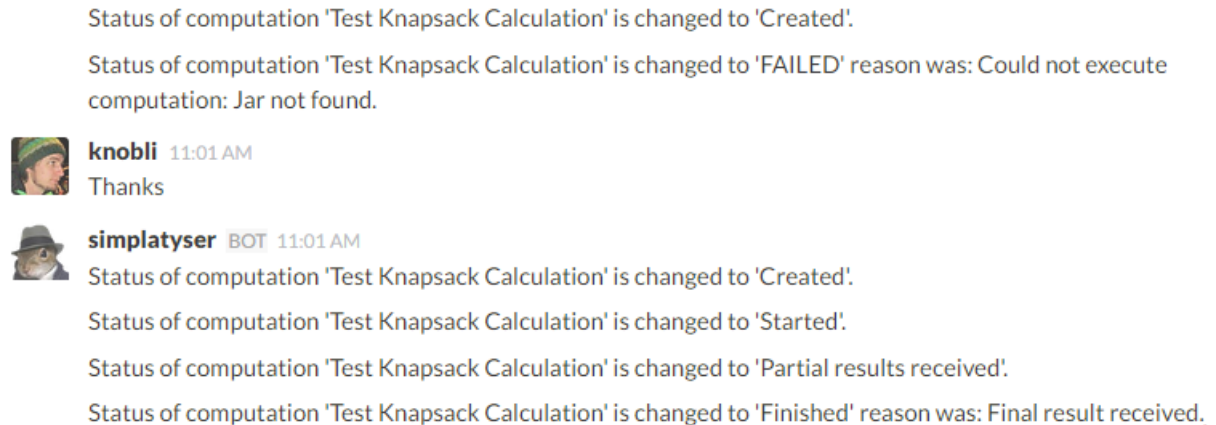 Status of computation 'Test Knapsack Calculation' is changed to 'Created'.
Status of computation 'Test Knapsack Calculation' is changed to 'FAILED' reason was: Could not execute
computation: Jar not found.
knobli 11:01 AM
Thanks
simplatyser BOT 11:01 AM
Status of computation 'Test Knapsack Calculation' is changed to 'Created'.
Status of computation 'Test Knapsack Calculation' is changed to 'Started'.
Status of computation 'Test Knapsack Calculation' is changed to 'Partial results received'.
Status of computation 'Test Knapsack Calculation' is changed to 'Finished' reason was: Final result received.